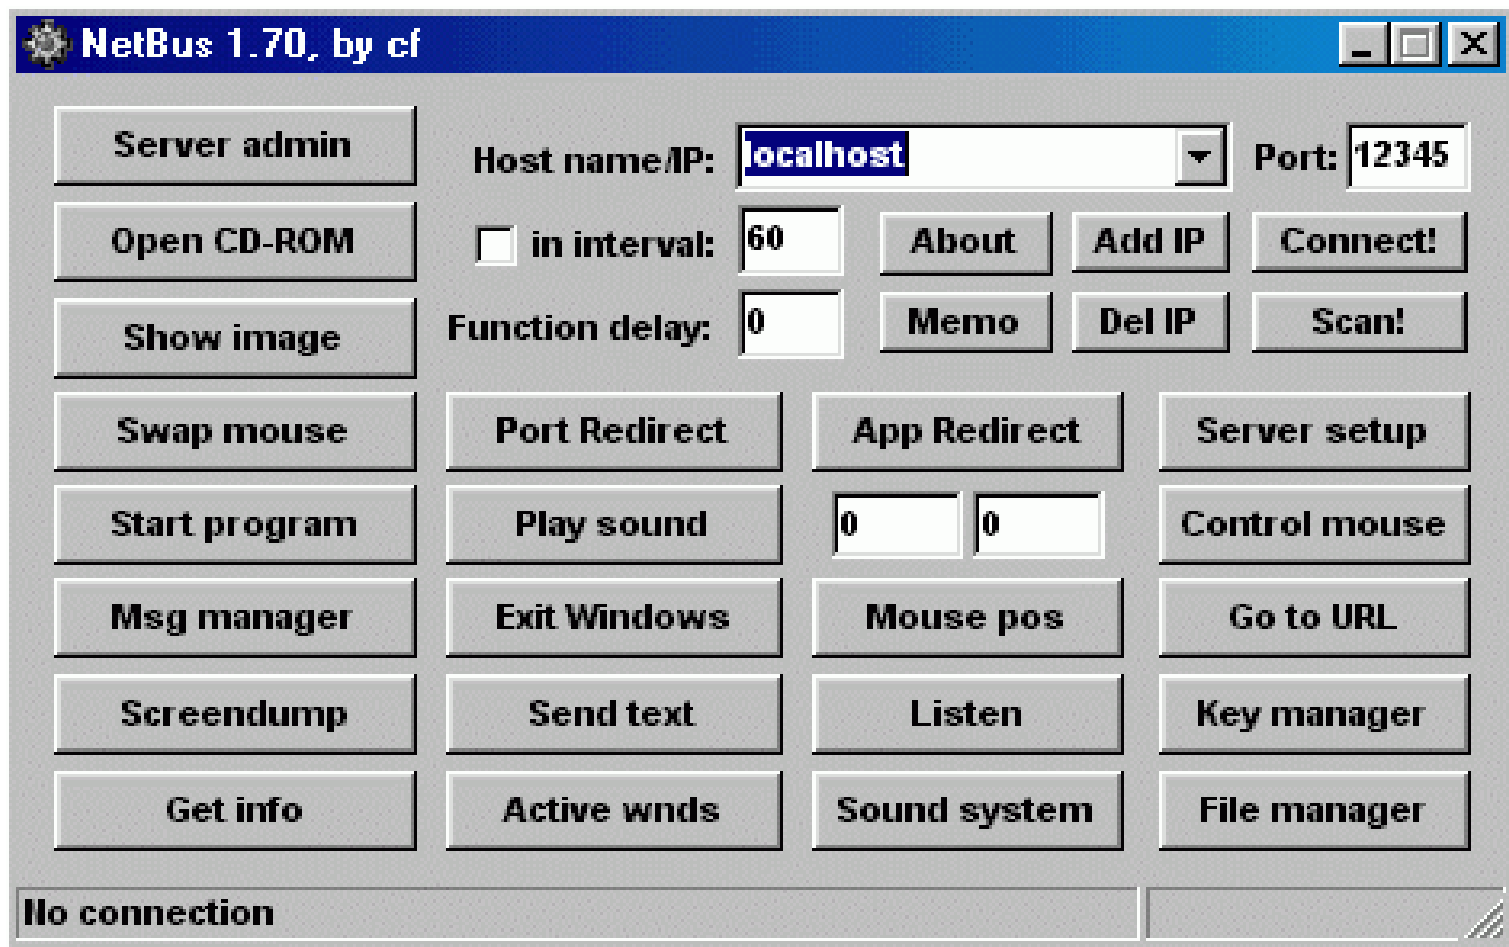 NetBus 1.70, by cf
Server admin
Host name/IP: localhost Port: 12345
Open CD-ROM
in interval: 60 About Add IP Connect!
Show image
Function delay: 0 Memo Del IP Scan!
Swap mouse Port Redirect App Redirect Server setup
Start program Play sound 0 0 Control mouse
Msg manager Exit Windows Mouse pos Go to URL
Screendump Send text Listen Key manager
Get info Active wnds Sound system File manager
No connection